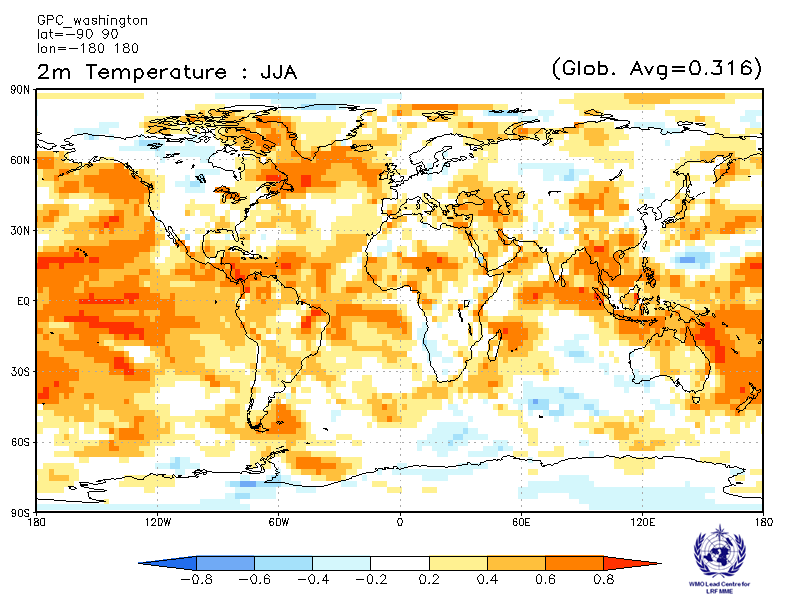 GPC_washington
lat=-90 90
lon=-180 180
2m Temperature : JJA (Glob. Avg=0.316)
90N
60N
30N
EQ
30S
60S
90S
180 120W 60W 0 60E 120E 180
-0.8 -0.6 -0.4 -0.2 0.2 0.4 0.6 0.8
WMO Lead Centre for
LRF MME